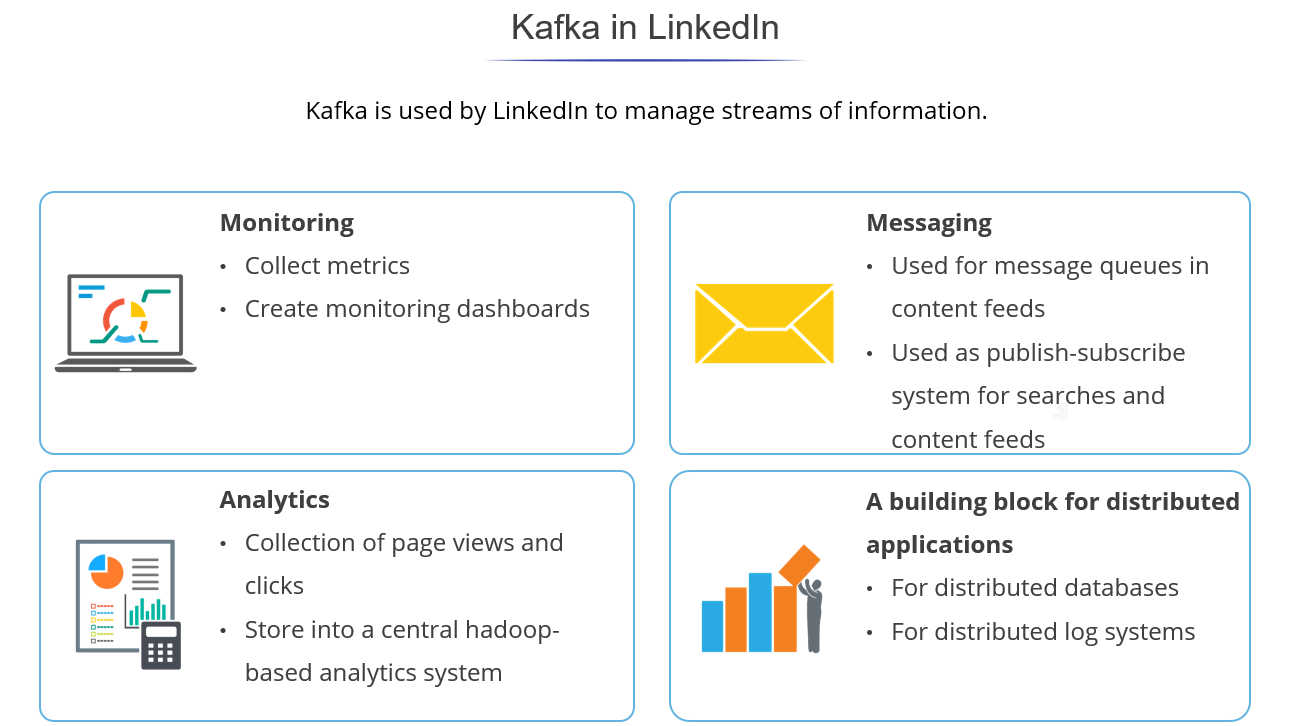 Kafka in LinkedIn
Kafka is used by LinkedIn to manage streams of information.
Monitoring
• Collect metrics
• Create monitoring dashboards
Messaging
• Used for message queues in
content feeds
• Used as publish-subscribe
system for searches and
content feeds
Analytics
• Collection of page views and
clicks
• Store into a central hadoop-
based analytics system
A building block for distributed
applications
• For distributed databases
• For distributed log systems